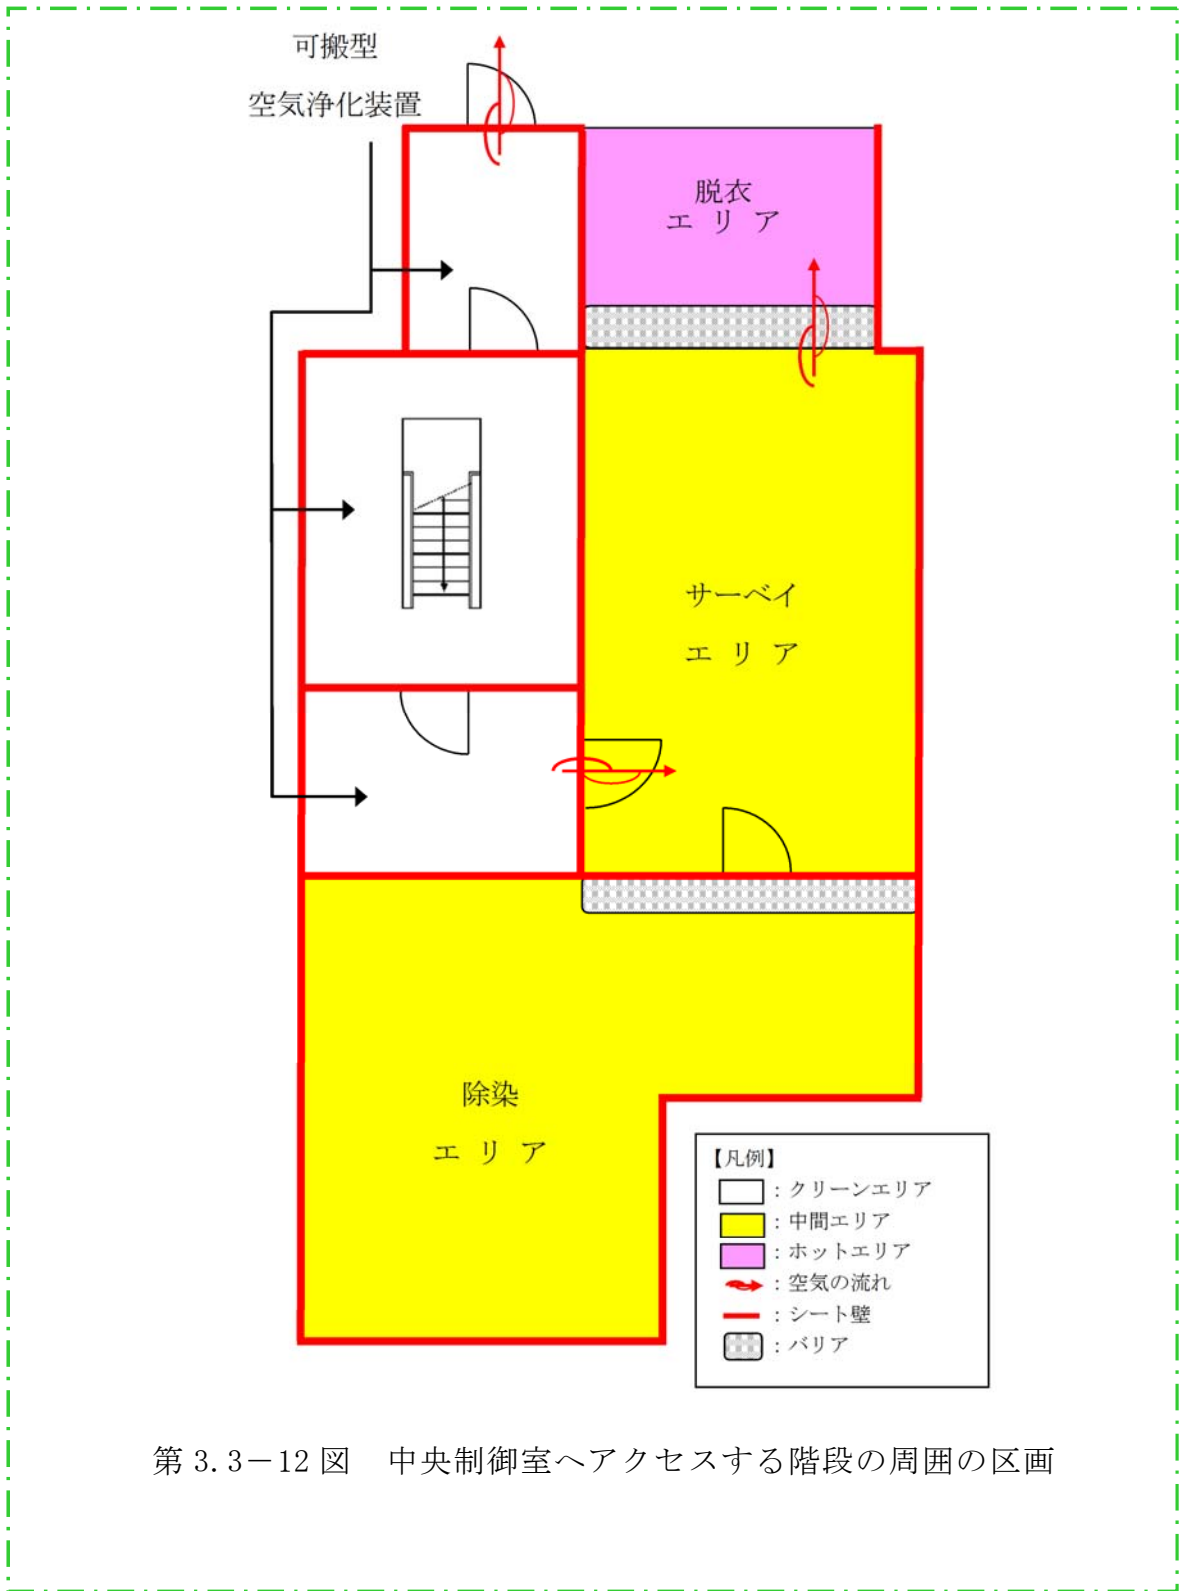 可搬型
空気浄化装置
脱衣
エリア
サーベイ
エリア
除染
エリア
【凡例】
：クリーンエリア
：中間エリア
：ホットエリア
：空気の流れ
：シート壁
：バリア
第3.3－12図　中央制御室へアクセスする階段の周囲の区画